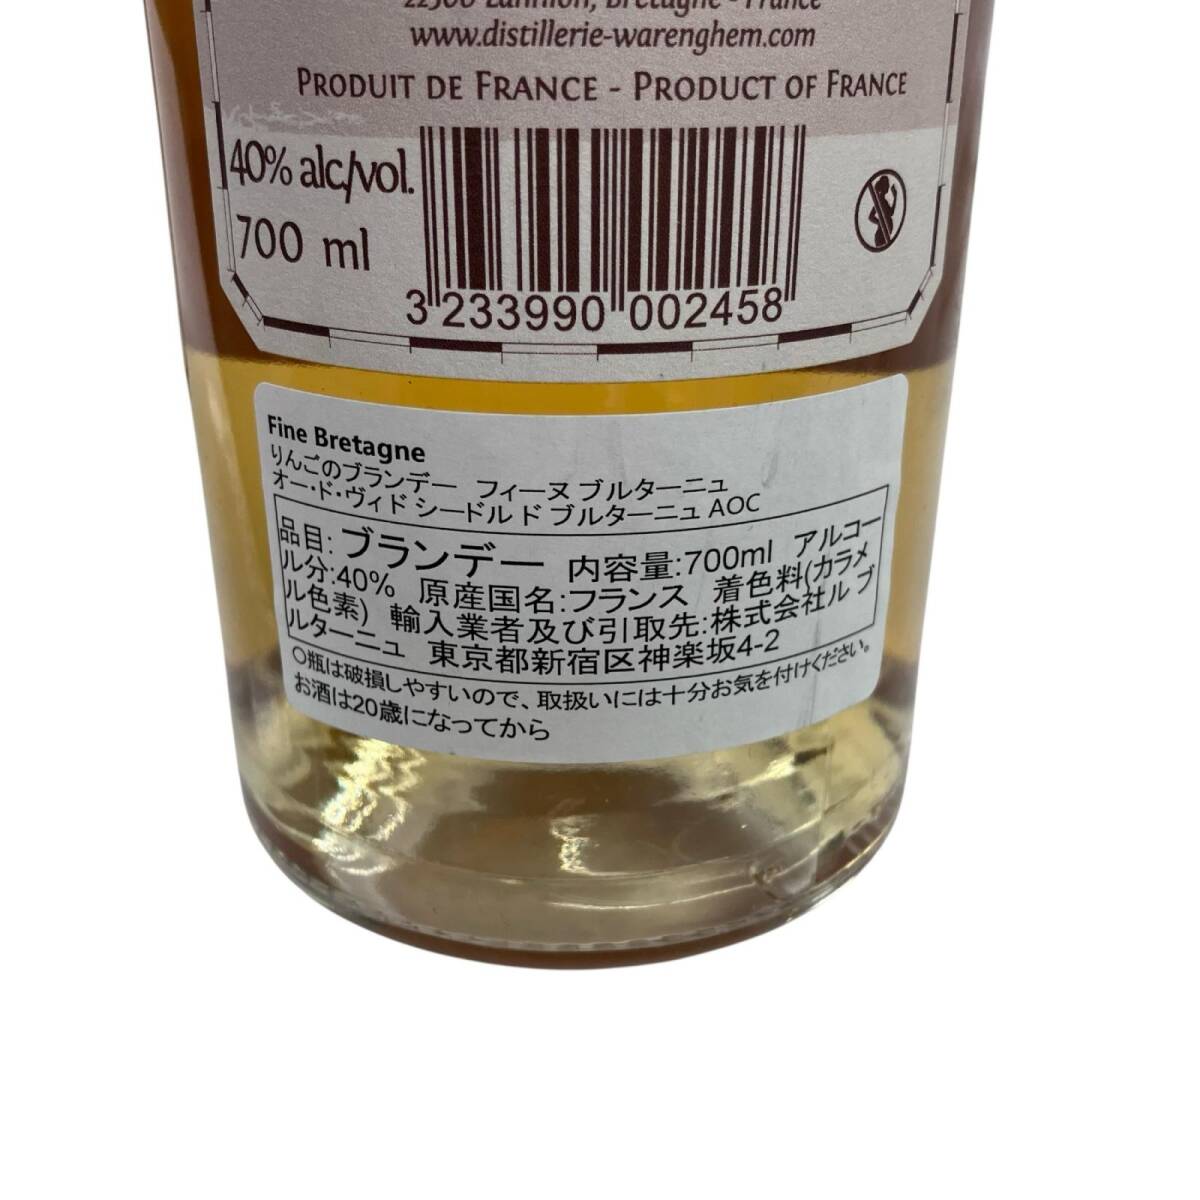 22300 Lannion, Bretagne - France
www.distillerie-warenghem.com
PRODUIT DE FRANCE - PRODUCT OF FRANCE
40% alc/vol.
700 ml
3 233990 002458
Fine Bretagne
りんごのブランデー フィーヌ ブルターニュ
オー・ド・ヴィド シードル ド ブルターニュ AOC
品目: ブランデー 内容量:700ml アルコー
ル分:40% 原産国名:フランス 着色料(カラメ
ル色素) 輸入業者及び引取先:株式会社ル ブ
ルターニュ 東京都新宿区神楽坂4-2
〇瓶は破損しやすいので、取扱いには十分お気を付けください。
お酒は20歳になってから